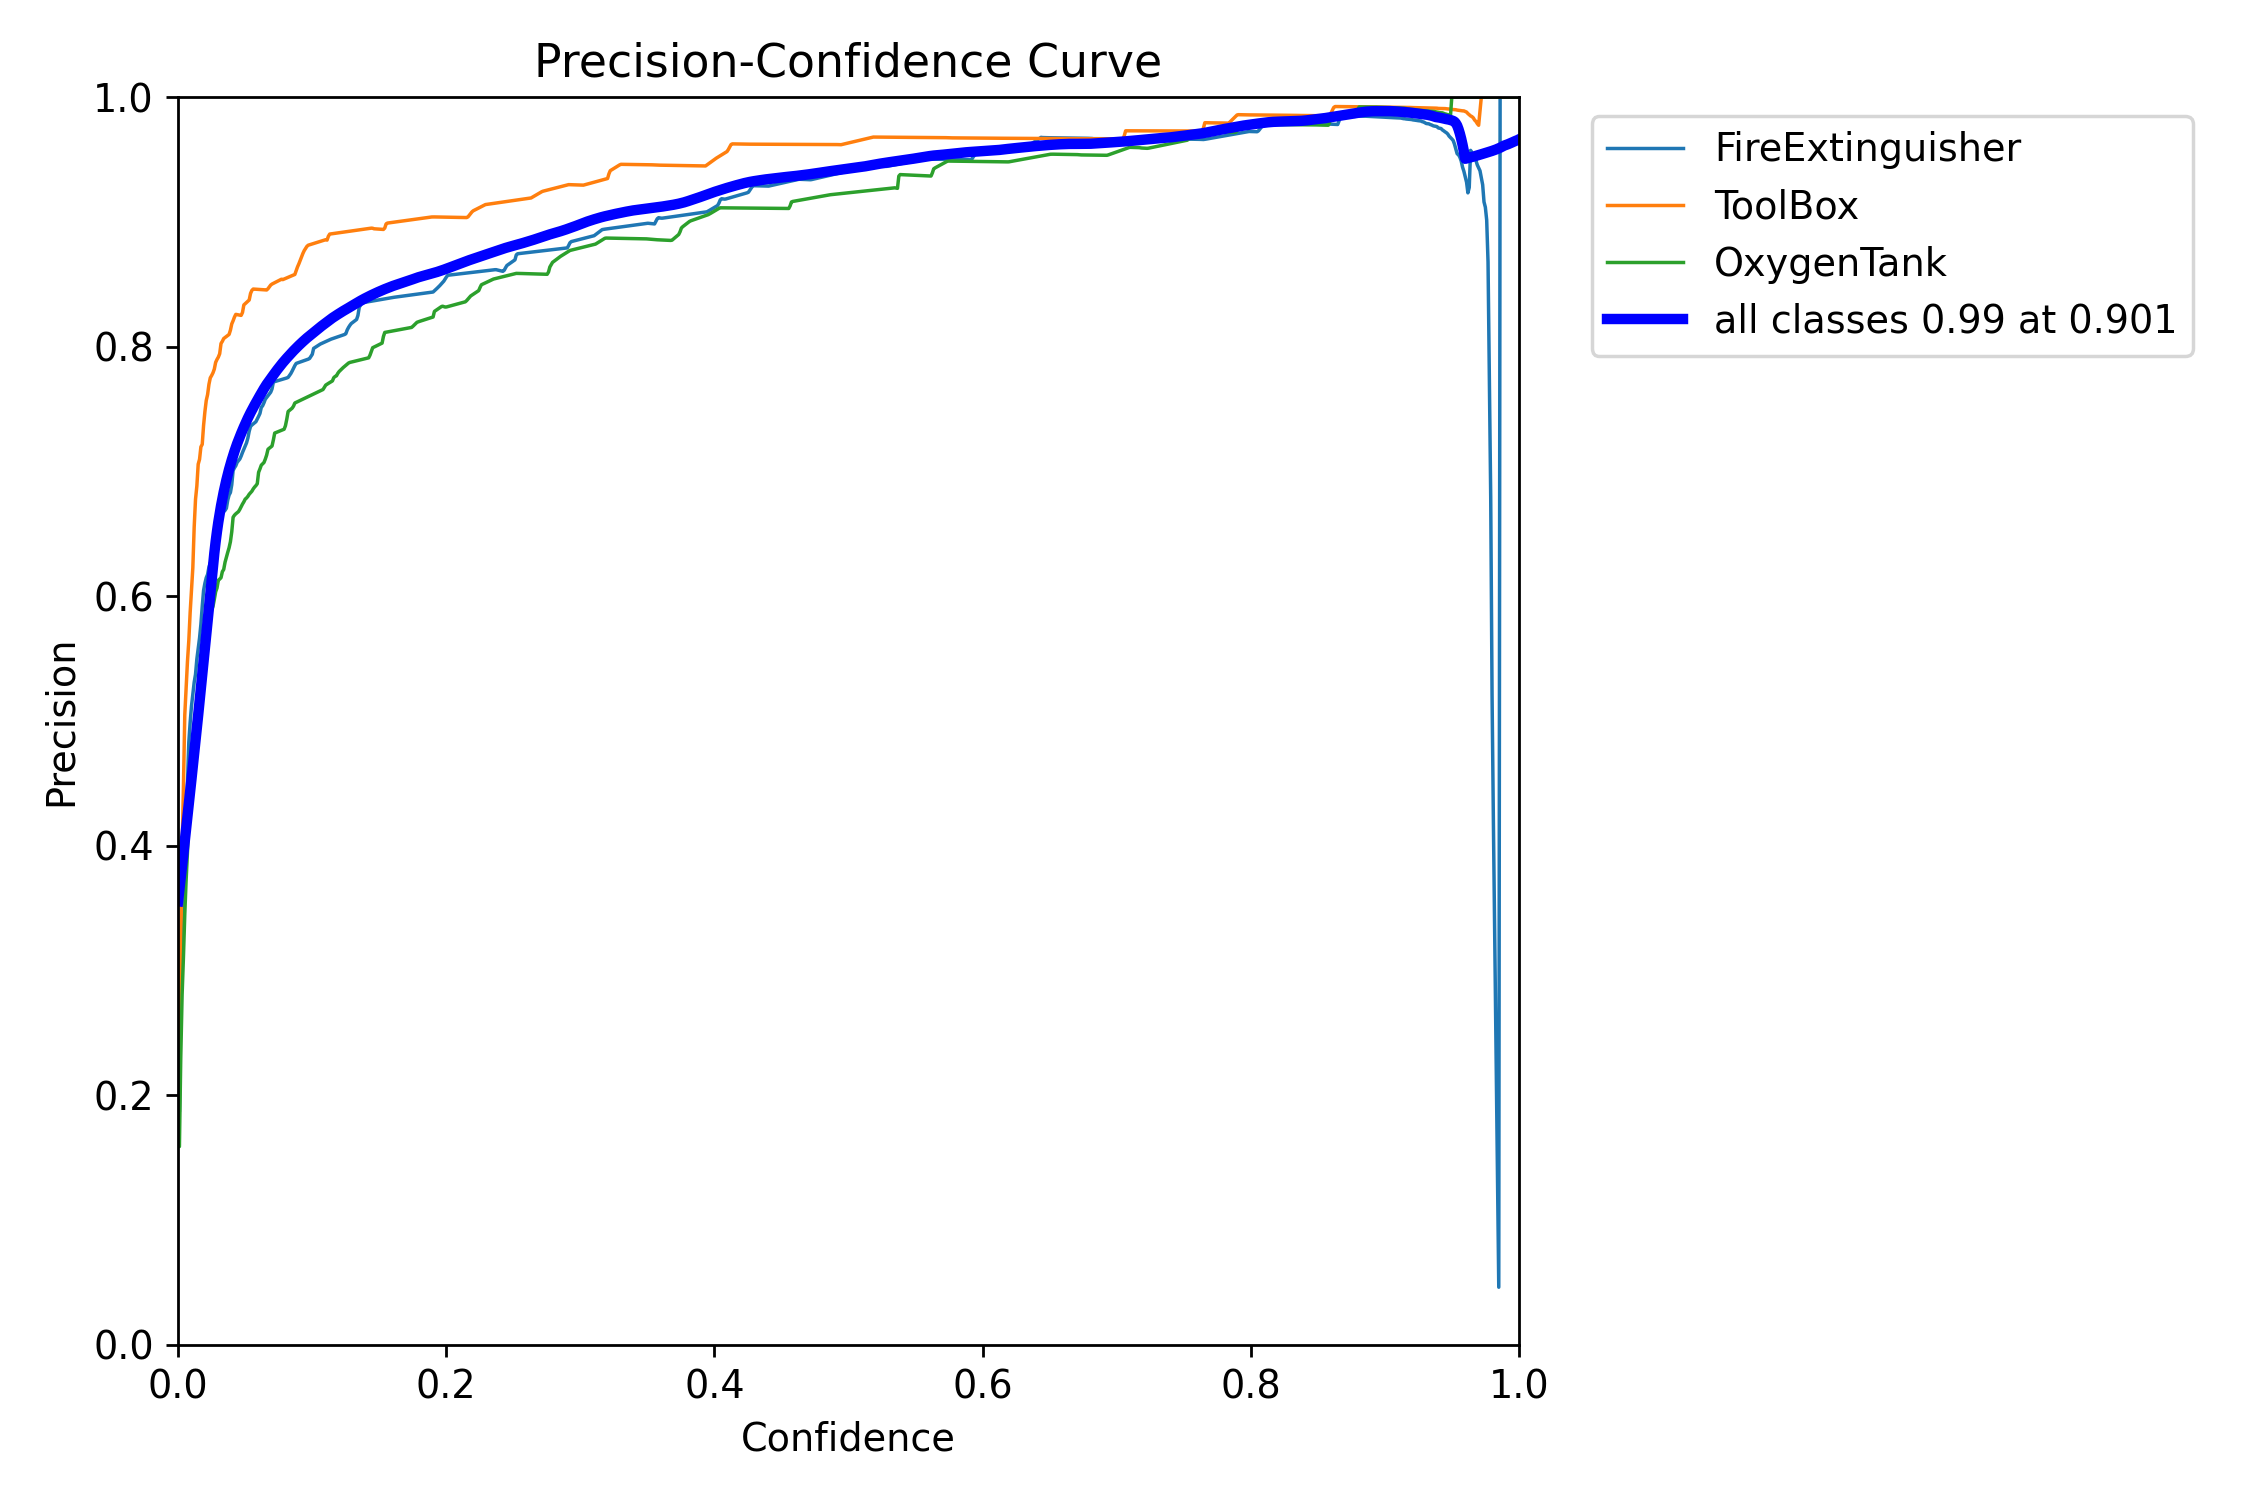 Precision-Confidence Curve
1.0
0.8
0.6
0.4
0.2
0.0
Precision
0.0 0.2 0.4 0.6 0.8 1.0
Confidence
FireExtinguisher
ToolBox
OxygenTank
all classes 0.99 at 0.901